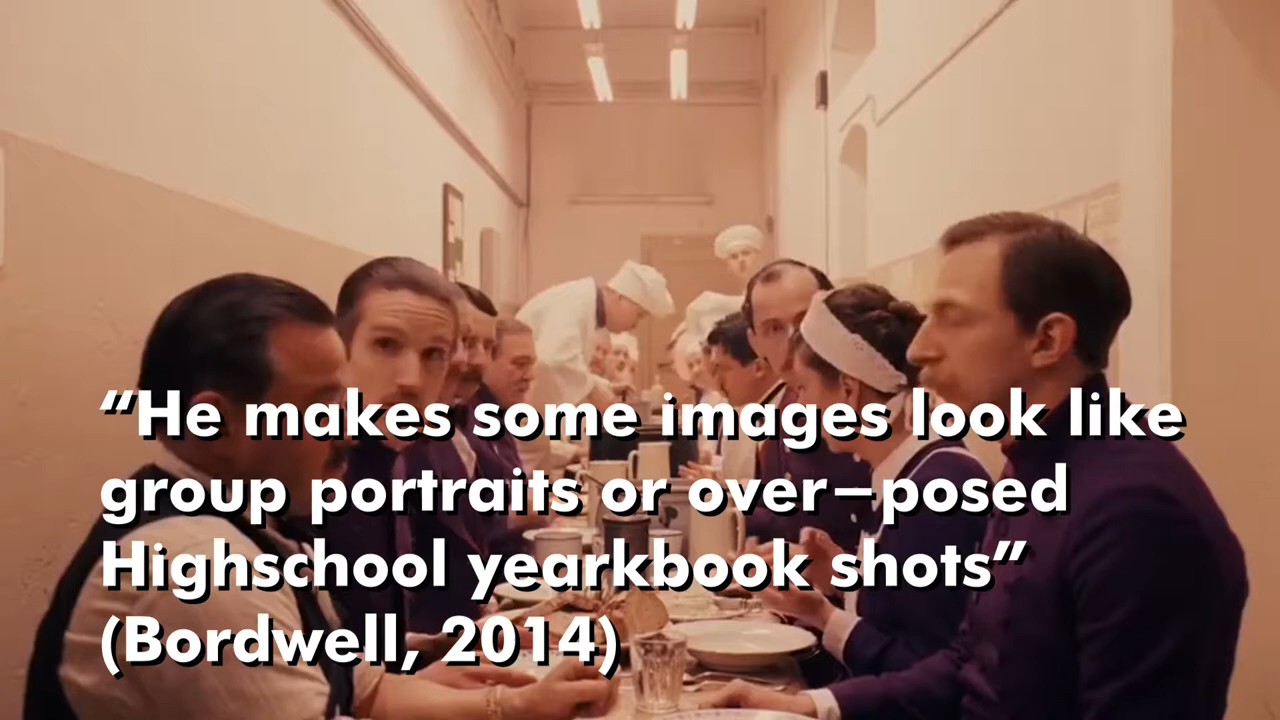 “He makes some images look like
group portraits or over–posed
Highschool yearkbook shots”
(Bordwell, 2014)